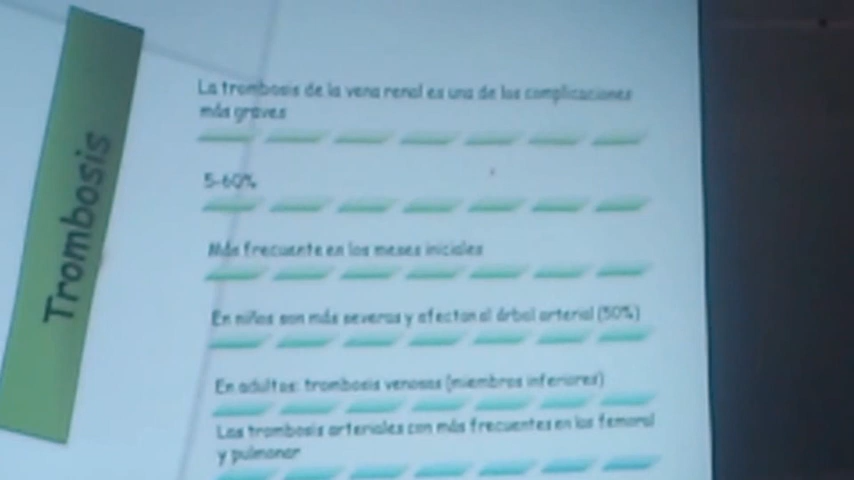 Trombosis
La trombosis de la vena renal es una de las complicaciones
más graves
5-60%
Más frecuente en los meses iniciales
En niños son más severas y afectan al árbol arterial (50%)
En adultos: trombosis venosas (miembros inferiores)
Las trombosis arteriales con más frecuentes en las femoral
y pulmonar